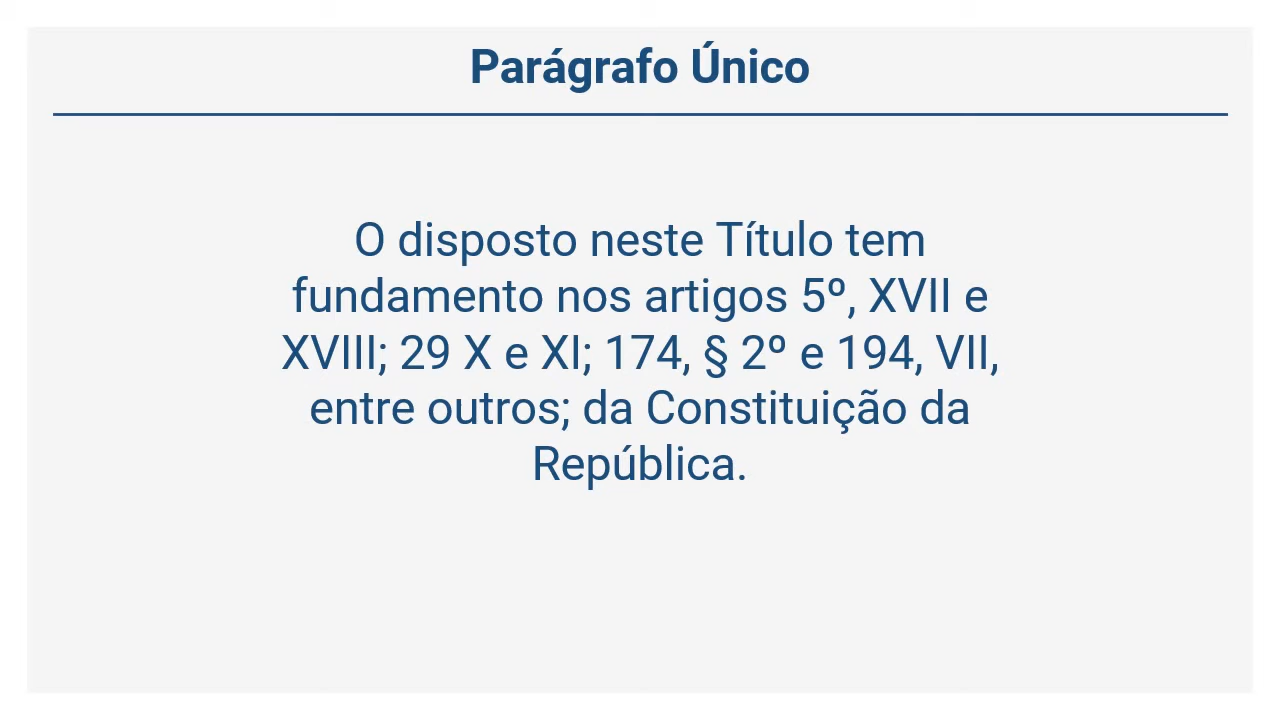 Parágrafo Único
O disposto neste Título tem
fundamento nos artigos 5º, XVII e
XVIII; 29 X e XI; 174, § 2º e 194, VII,
entre outros; da Constituição da
República.